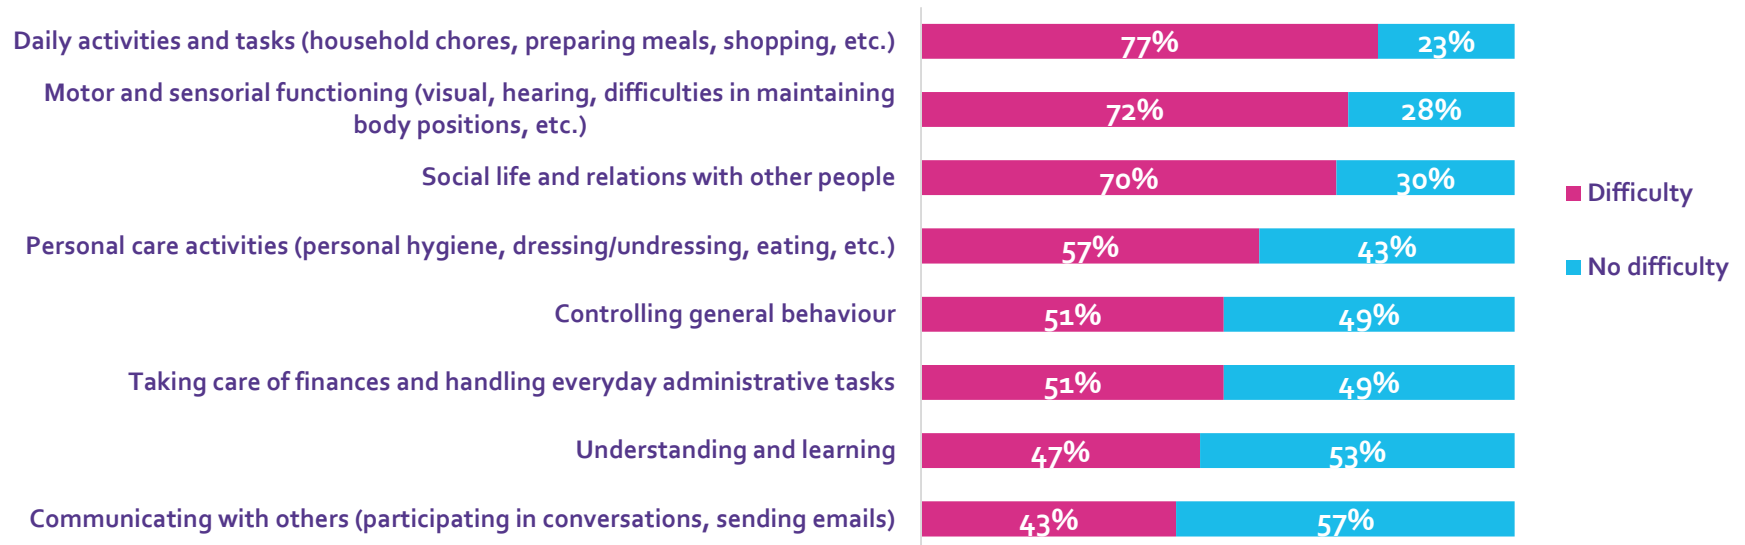 Daily activities and tasks (household chores, preparing meals, shopping, etc.)
77% 23%
Motor and sensorial functioning (visual, hearing, difficulties in maintaining
body positions, etc.)
72% 28%
Social life and relations with other people
70% 30%
Personal care activities (personal hygiene, dressing/undressing, eating, etc.)
57% 43%
Controlling general behaviour
51% 49%
Taking care of finances and handling everyday administrative tasks
51% 49%
Understanding and learning
47% 53%
Communicating with others (participating in conversations, sending emails)
43% 57%
Difficulty
No difficulty